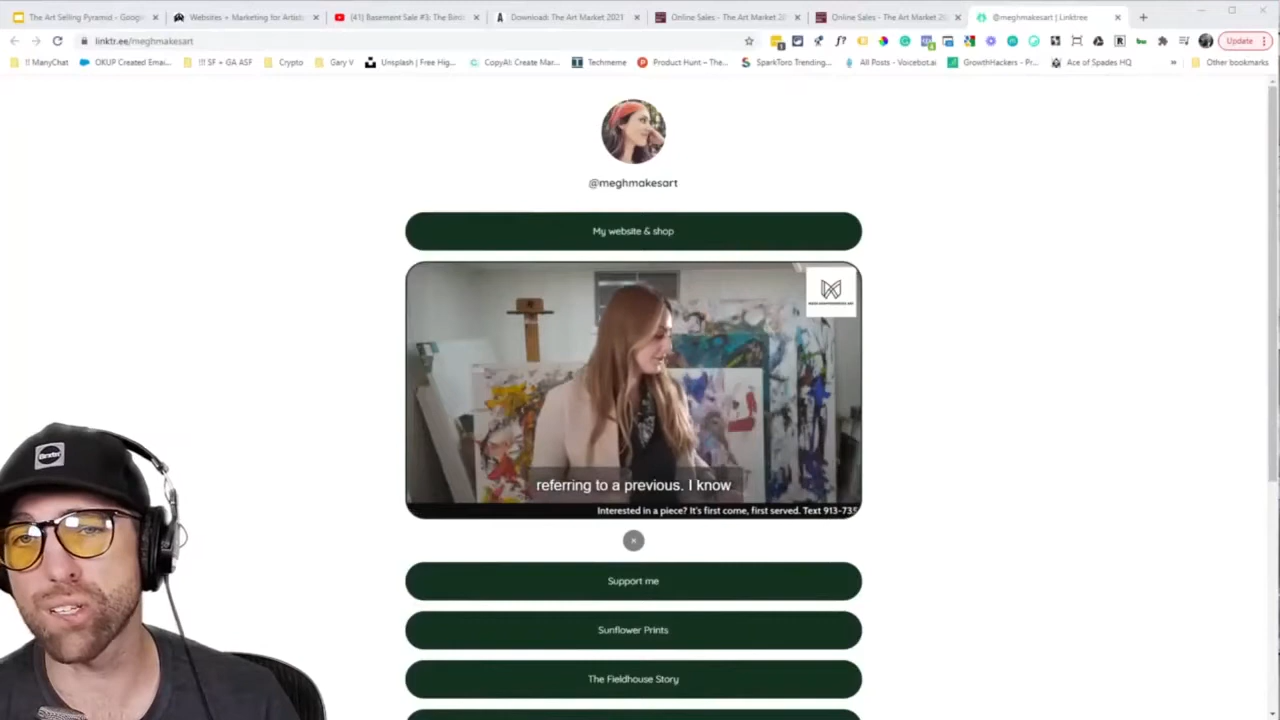 The Art Selling Pyramid - Googl
Websites + Marketing for Artists
(41) Basement Sale #3: The Birds
Download: The Art Market 2021
Online Sales - The Art Market 20
Online Sales - The Art Market 20
@meghmakesart | Linktree
linktr.ee/meghmakesart
Update
!! ManyChat
OKUP Created Emai...
!!! SF + GA ASF
Crypto
Gary V
Unsplash | Free Hig...
CopyAI: Create Mar...
Techmeme
Product Hunt – The...
SparkToro Trending...
All Posts - Voicebot.ai
GrowthHackers - Pr...
Ace of Spades HQ
Other bookmarks
@meghmakesart
My website & shop
referring to a previous. I know
Interested in a piece? It's first come, first served. Text 913-735
Support me
Sunflower Prints
The Fieldhouse Story